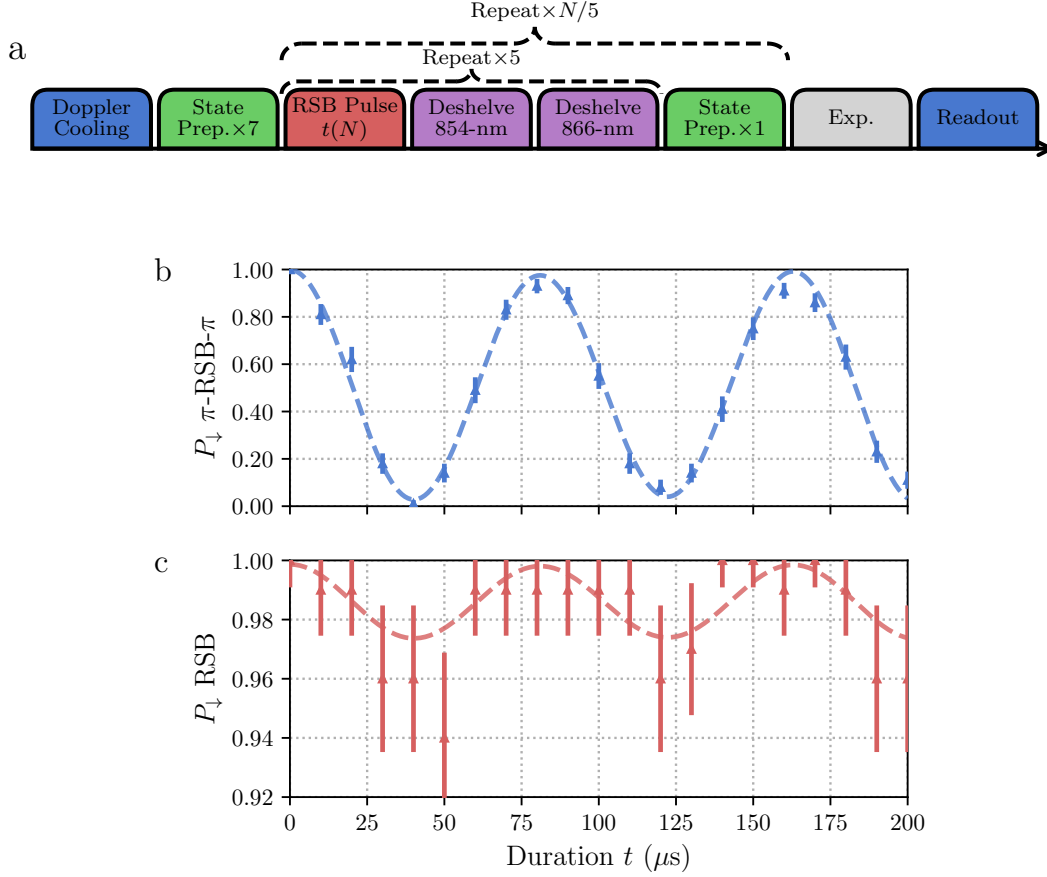 Repeat×N/5
a
Repeat×5
Doppler Cooling
State Prep.×7
RSB Pulse t(N)
Deshelve 854-nm
Deshelve 866-nm
State Prep.×1
Exp.
Readout
b
P↓ π-RSB-π
1.00
0.80
0.60
0.40
0.20
0.00
c
P↓ RSB
1.00
0.98
0.96
0.94
0.92
0 25 50 75 100 125 150 175 200
Duration t (μs)